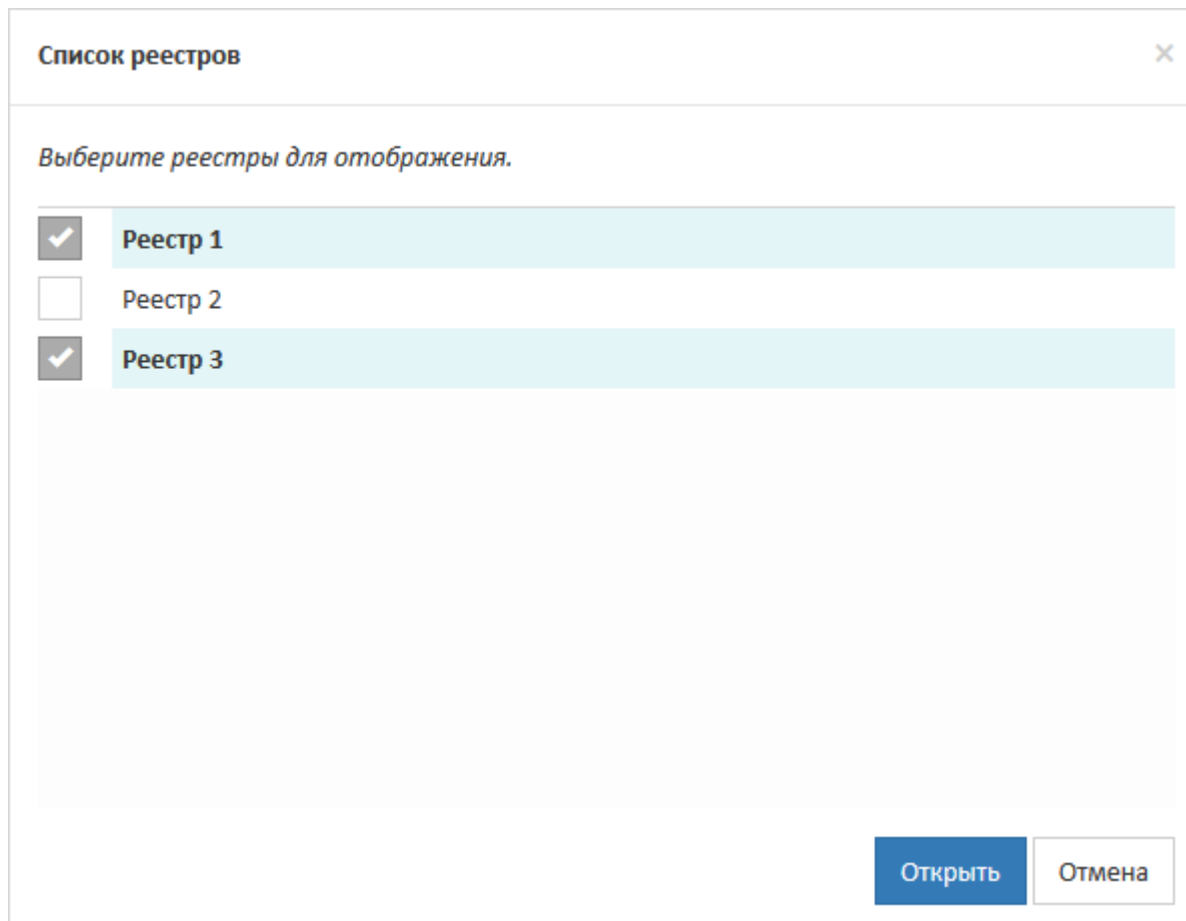 Список реестров
Выберите реестры для отображения.
Реестр 1
Реестр 2
Реестр 3
Открыть Отмена